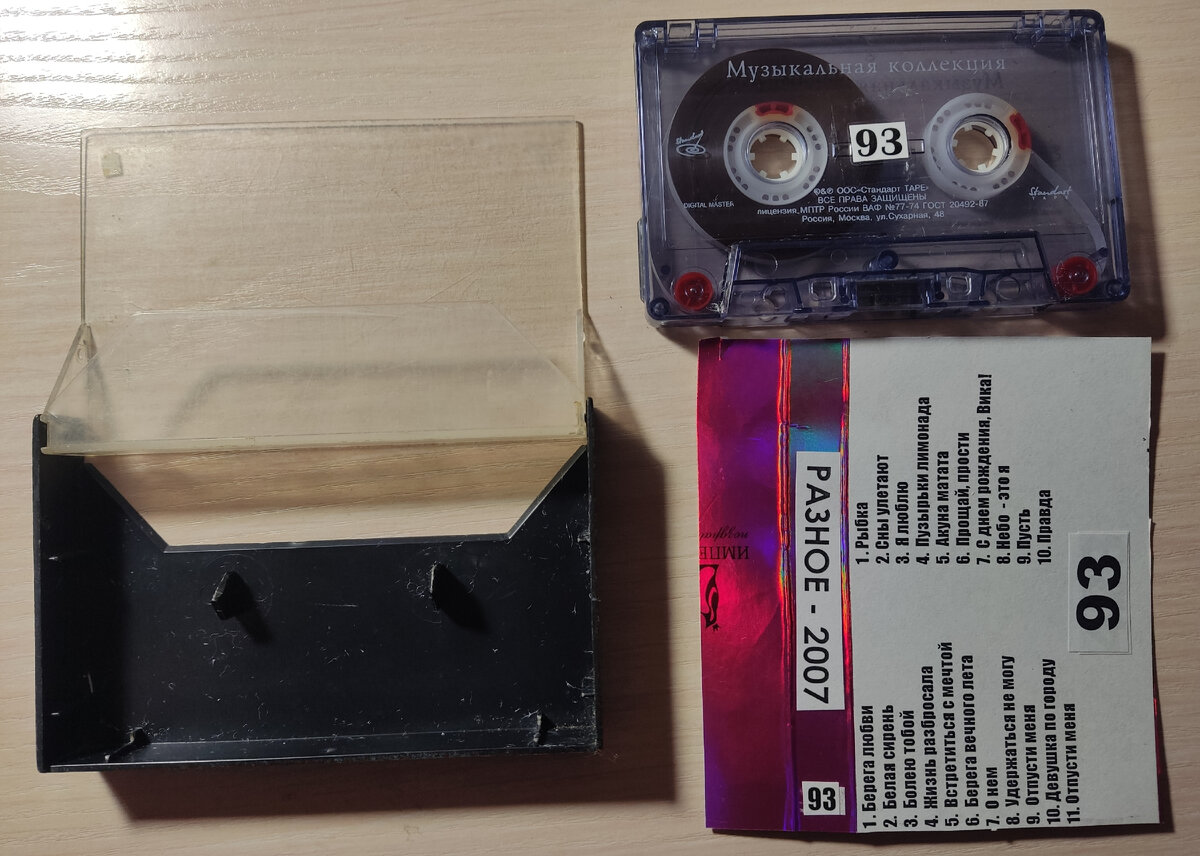 Музыкальная коллекция
93
Standart
DIGITAL MASTER
®&℗ ООС«Стандарт TAPE»
ВСЕ ПРАВА ЗАЩИЩЕНЫ
лицензия МПТР России ВАФ №77-74 ГОСТ 20492-87
Россия, Москва, ул.Сухарная, 48
Standart
РАЗНОЕ - 2007
93
1. Берега любви
2. Белая сирень
3. Болею тобой
4. Жизнь разбросала
5. Встретиться с мечтой
6. Берега вечного лета
7. О нем
8. Удержаться не могу
9. Отпусти меня
10. Девушка по городу
11. Отпусти меня
1. Рыбка
2. Сны улетают
3. Я люблю
4. Пузырьки лимонада
5. Акуна матата
6. Прощай, прости
7. С днем рождения, Вика!
8. Небо - это я
9. Пусть
10. Правда
93